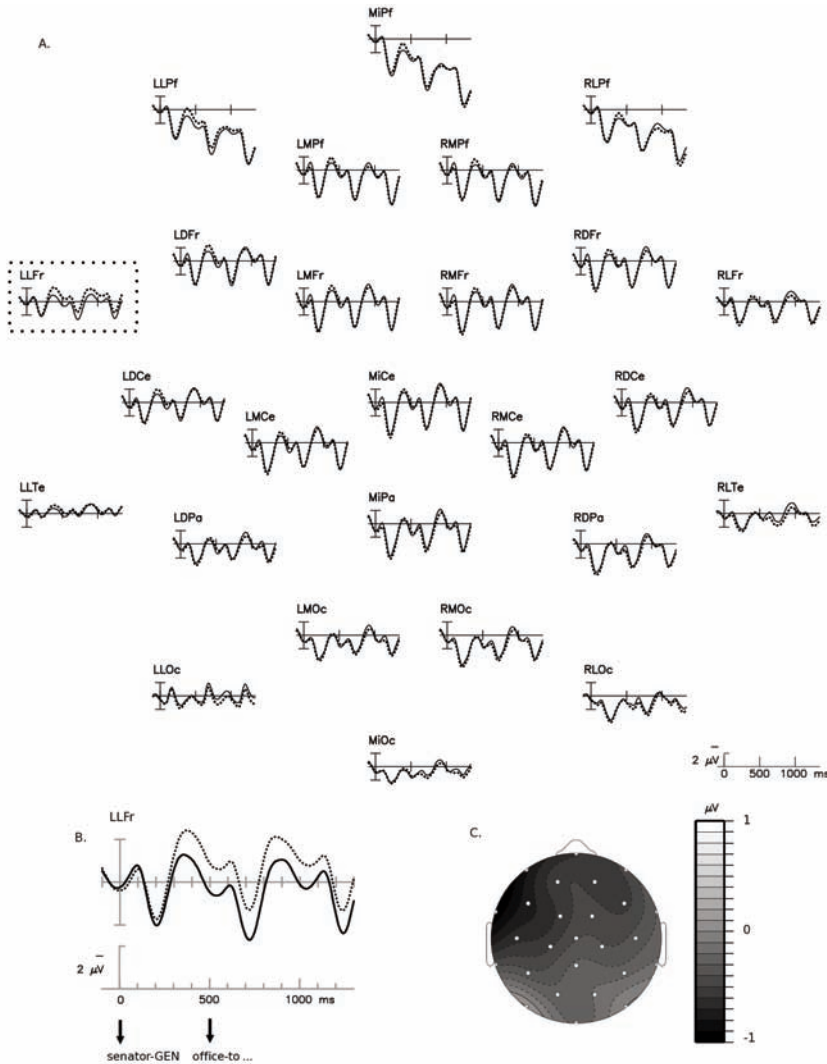 A.
MiPf
LLPf
RLPf
LMPf
RMPf
LDFr
RDFr
LLFr
LMFr
RMFr
RLFr
LDCe
MiCe
RDCe
LMCe
RMCe
LLTe
RLTe
LDPa
MiPa
RDPa
LMOc
RMOc
LLOc
RLOc
MiOc
2 μV
0 500 1000 ms
B.
LLFr
2 μV
0 500 1000 ms
senator-GEN office-to ...
C.
μV
1
0
-1